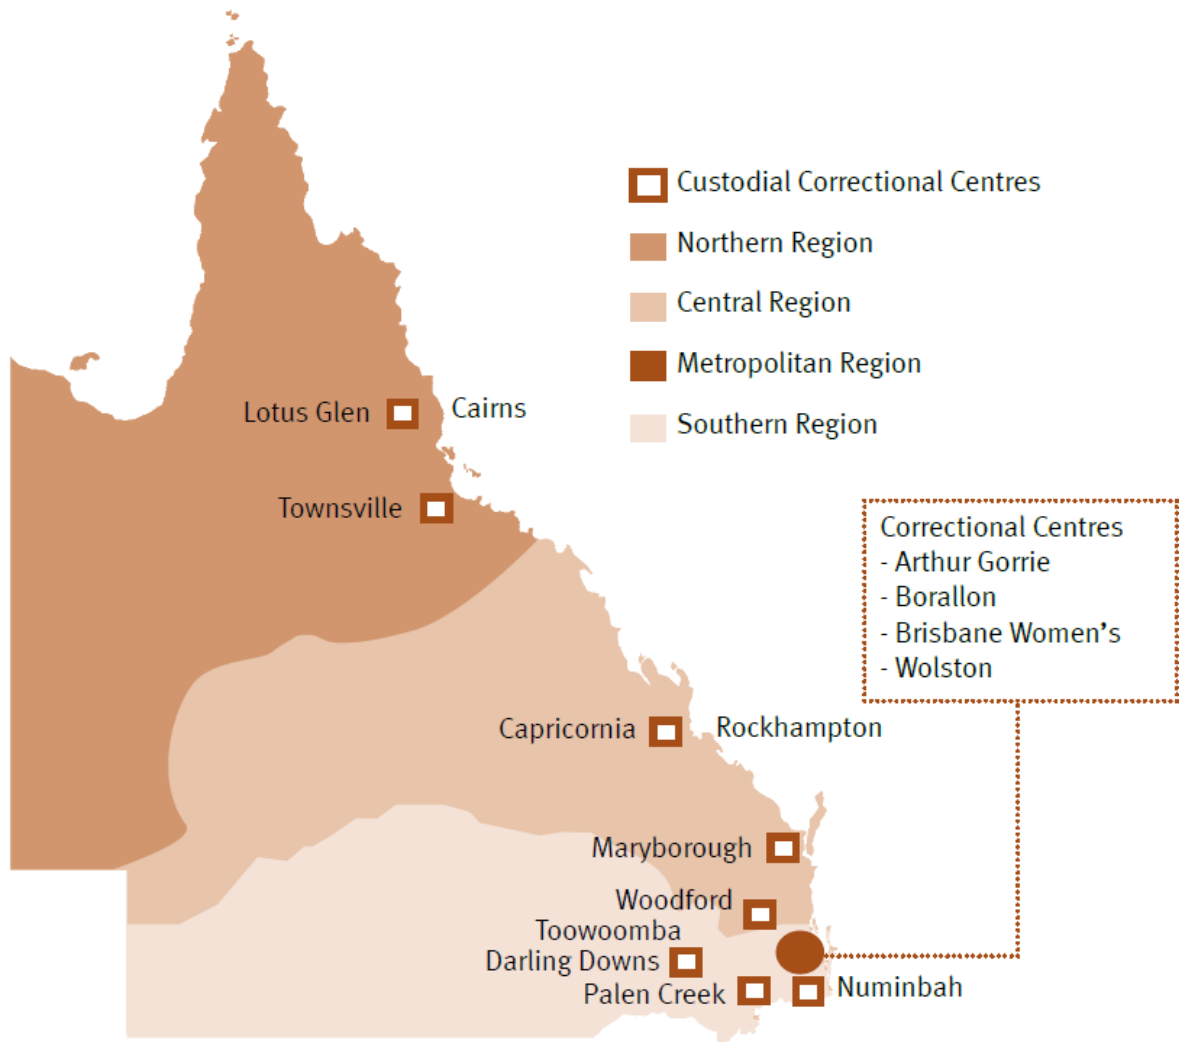 Custodial Correctional Centres
Northern Region
Central Region
Metropolitan Region
Southern Region
Lotus Glen
Cairns
Townsville
Correctional Centres
- Arthur Gorrie
- Borallon
- Brisbane Women's
- Wolston
Capricornia
Rockhampton
Maryborough
Woodford
Toowoomba
Darling Downs
Palen Creek
Numinbah